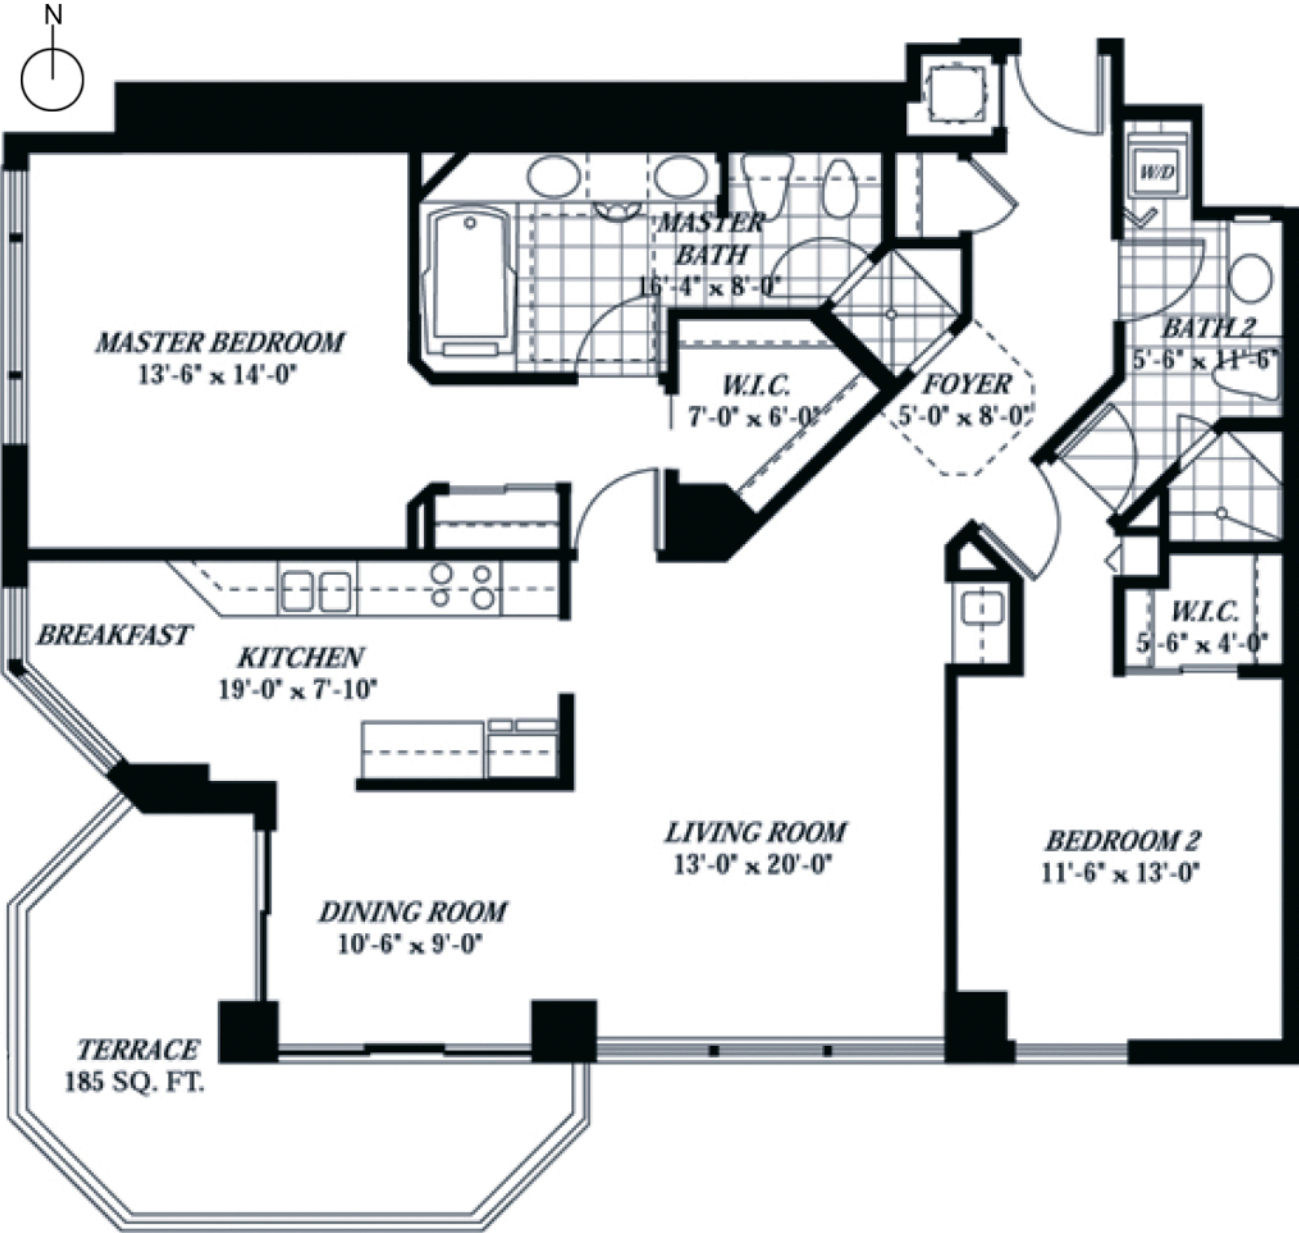 N
W/D
MASTER
BATH
16'-4" x 8'-0"
MASTER BEDROOM
13'-6" x 14'-0"
W.I.C.
7'-0" x 6'-0"
FOYER
5'-0" x 8'-0"
BATH 2
5'-6" x 11'-6"
BREAKFAST
KITCHEN
19'-0" x 7'-10"
W.I.C.
5'-6" x 4'-0"
LIVING ROOM
13'-0" x 20'-0"
BEDROOM 2
11'-6" x 13'-0"
DINING ROOM
10'-6" x 9'-0"
TERRACE
185 SQ. FT.